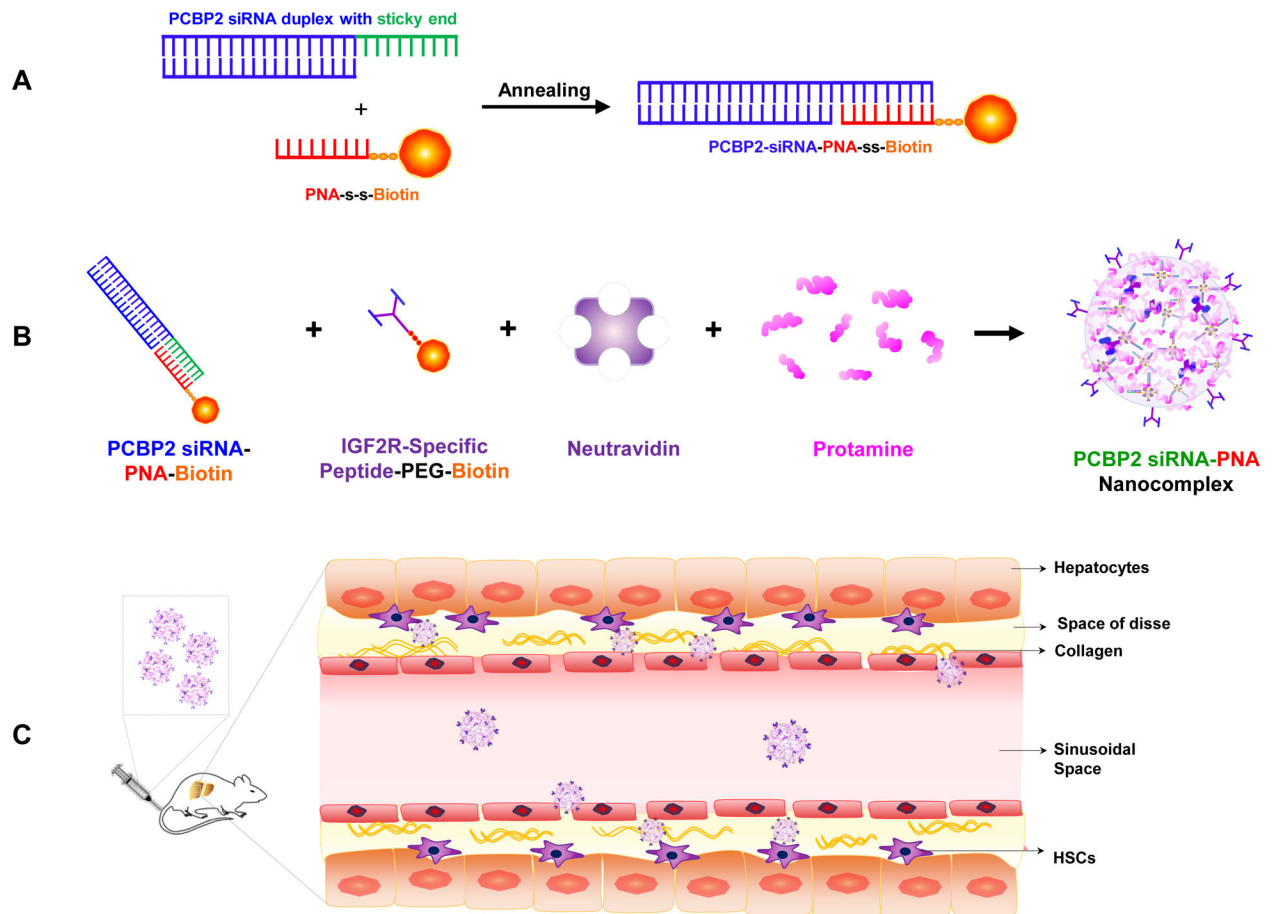 PCBP2 siRNA duplex with sticky end
A
+
Annealing
PNA-s-s-Biotin
PCBP2-siRNA-PNA-ss-Biotin
B
+
+
+
PCBP2 siRNA-
PNA-Biotin
IGF2R-Specific
Peptide-PEG-Biotin
Neutravidin
Protamine
PCBP2 siRNA-PNA
Nanocomplex
C
Hepatocytes
Space of disse
Collagen
Sinusoidal
Space
HSCs